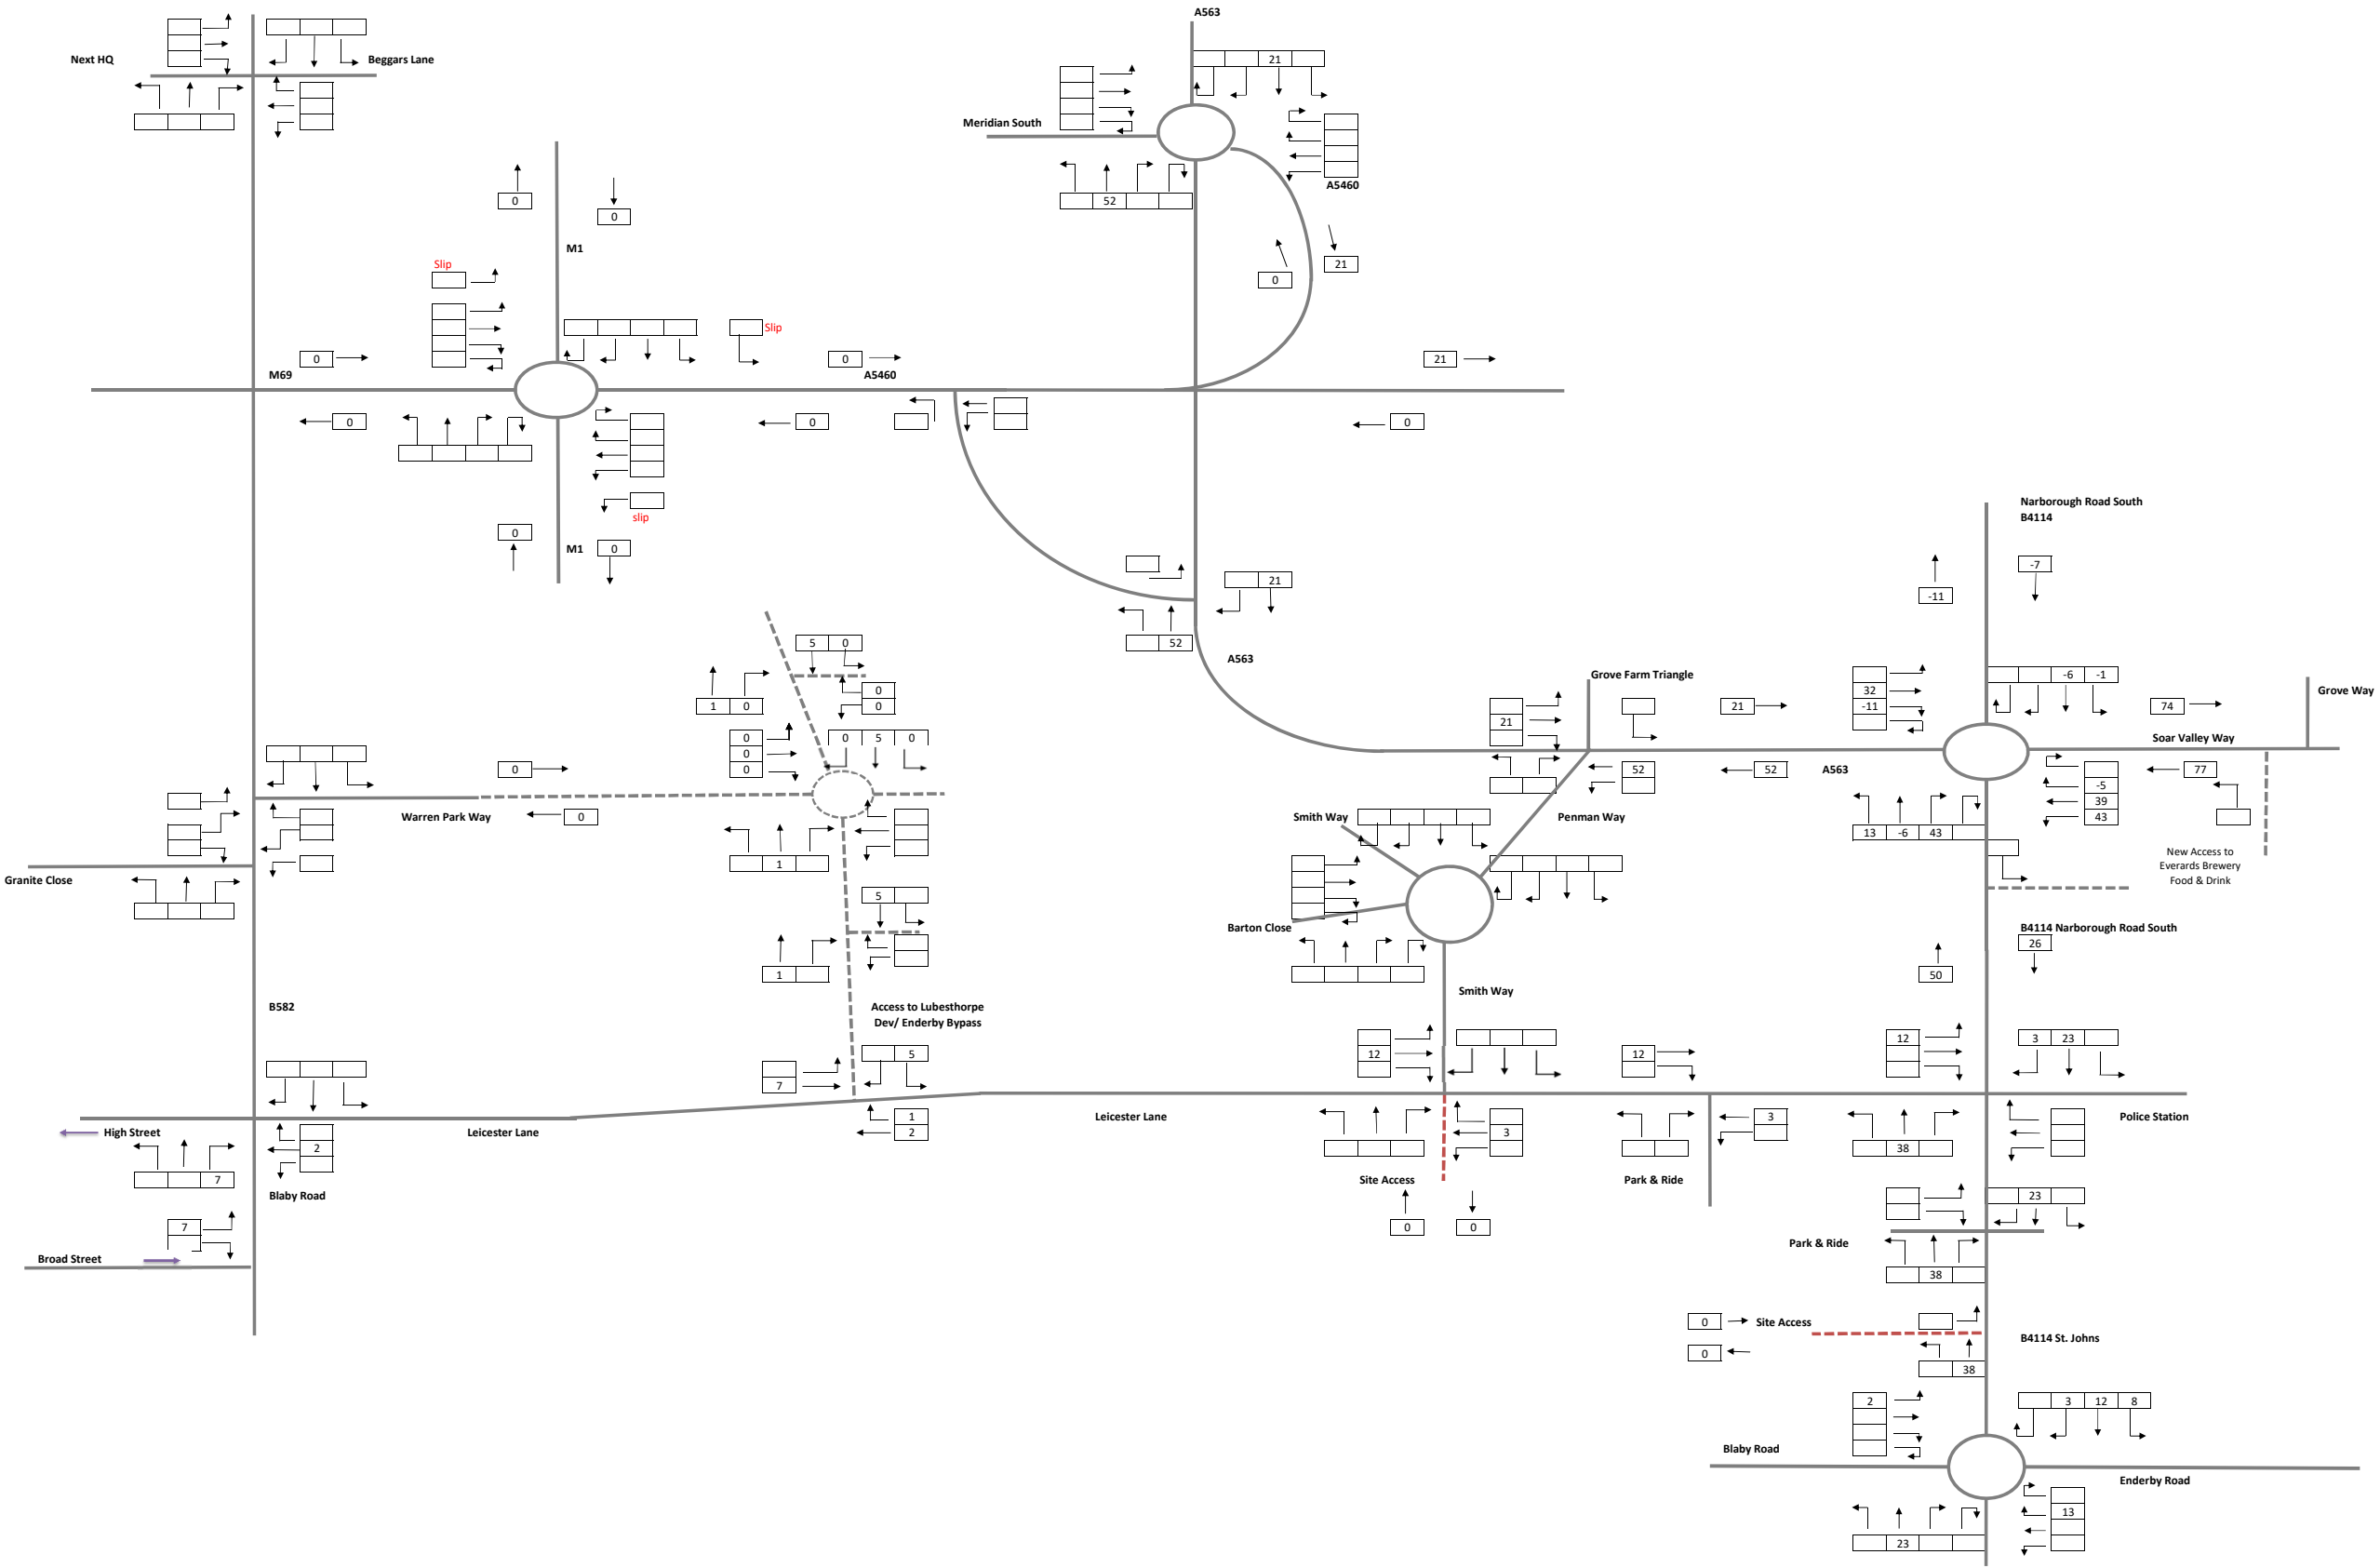 A563
Next HQ
Beggars Lane
21
Meridian South
A5460
52
0
0
M1
Slip
0
21
Slip
0
0
21
M69
A5460
0
0
0
slip
0
M1
0
Narborough Road South
B4114
-7
-11
21
52
A563
5 0
1 0
0
0
0 5 0
0
0
0
Grove Farm Triangle
21
21
32
-11
-6 -1
74
Grove Way
Soar Valley Way
0
0
Warren Park Way
1
52
52
A563
77
-5
39
43
13 -6 43
Smith Way
Penman Way
New Access to
Everards Brewery
Food & Drink
Granite Close
5
1
Barton Close
B4114 Narborough Road South
26
50
Smith Way
B582
Access to Lubesthorpe
Dev/ Enderby Bypass
5
7
12
12
12
3 23
1
2
Leicester Lane
Leicester Lane
High Street
2
7
Blaby Road
3
3
38
Police Station
Site Access
Park & Ride
0 0
23
Park & Ride
38
7
Broad Street
0
Site Access
0
B4114 St. Johns
38
2
3 12 8
Blaby Road
Enderby Road
13
23